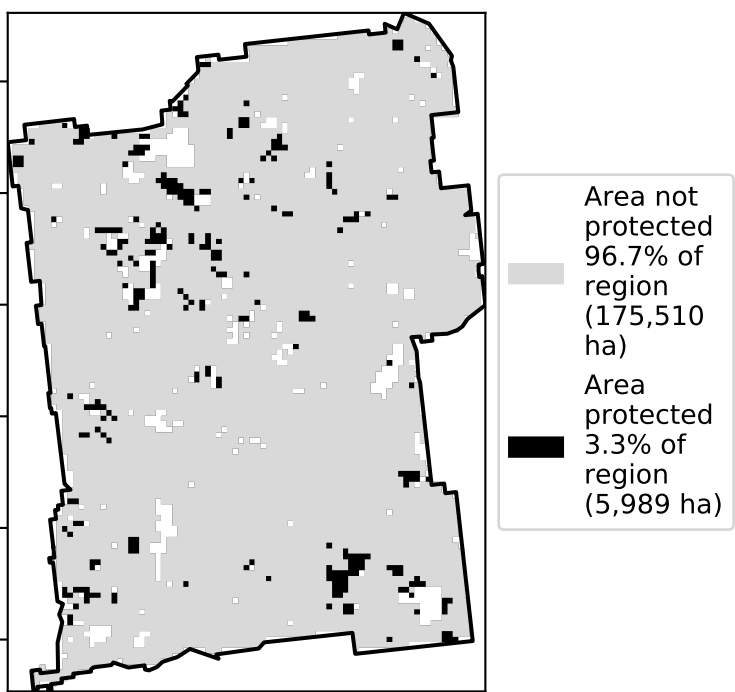 Area not
protected
96.7% of
region
(175,510
ha)
Area
protected
3.3% of
region
(5,989 ha)